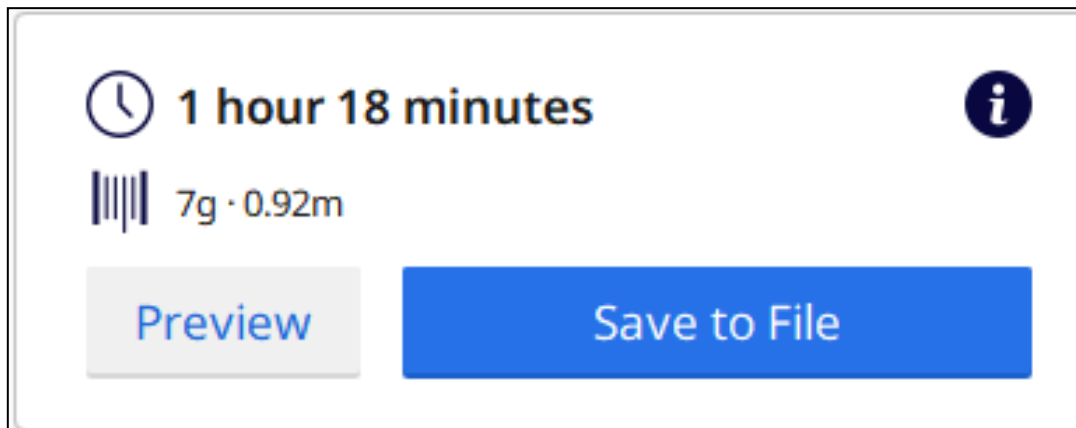 1 hour 18 minutes
i
7g · 0.92m
Preview
Save to File